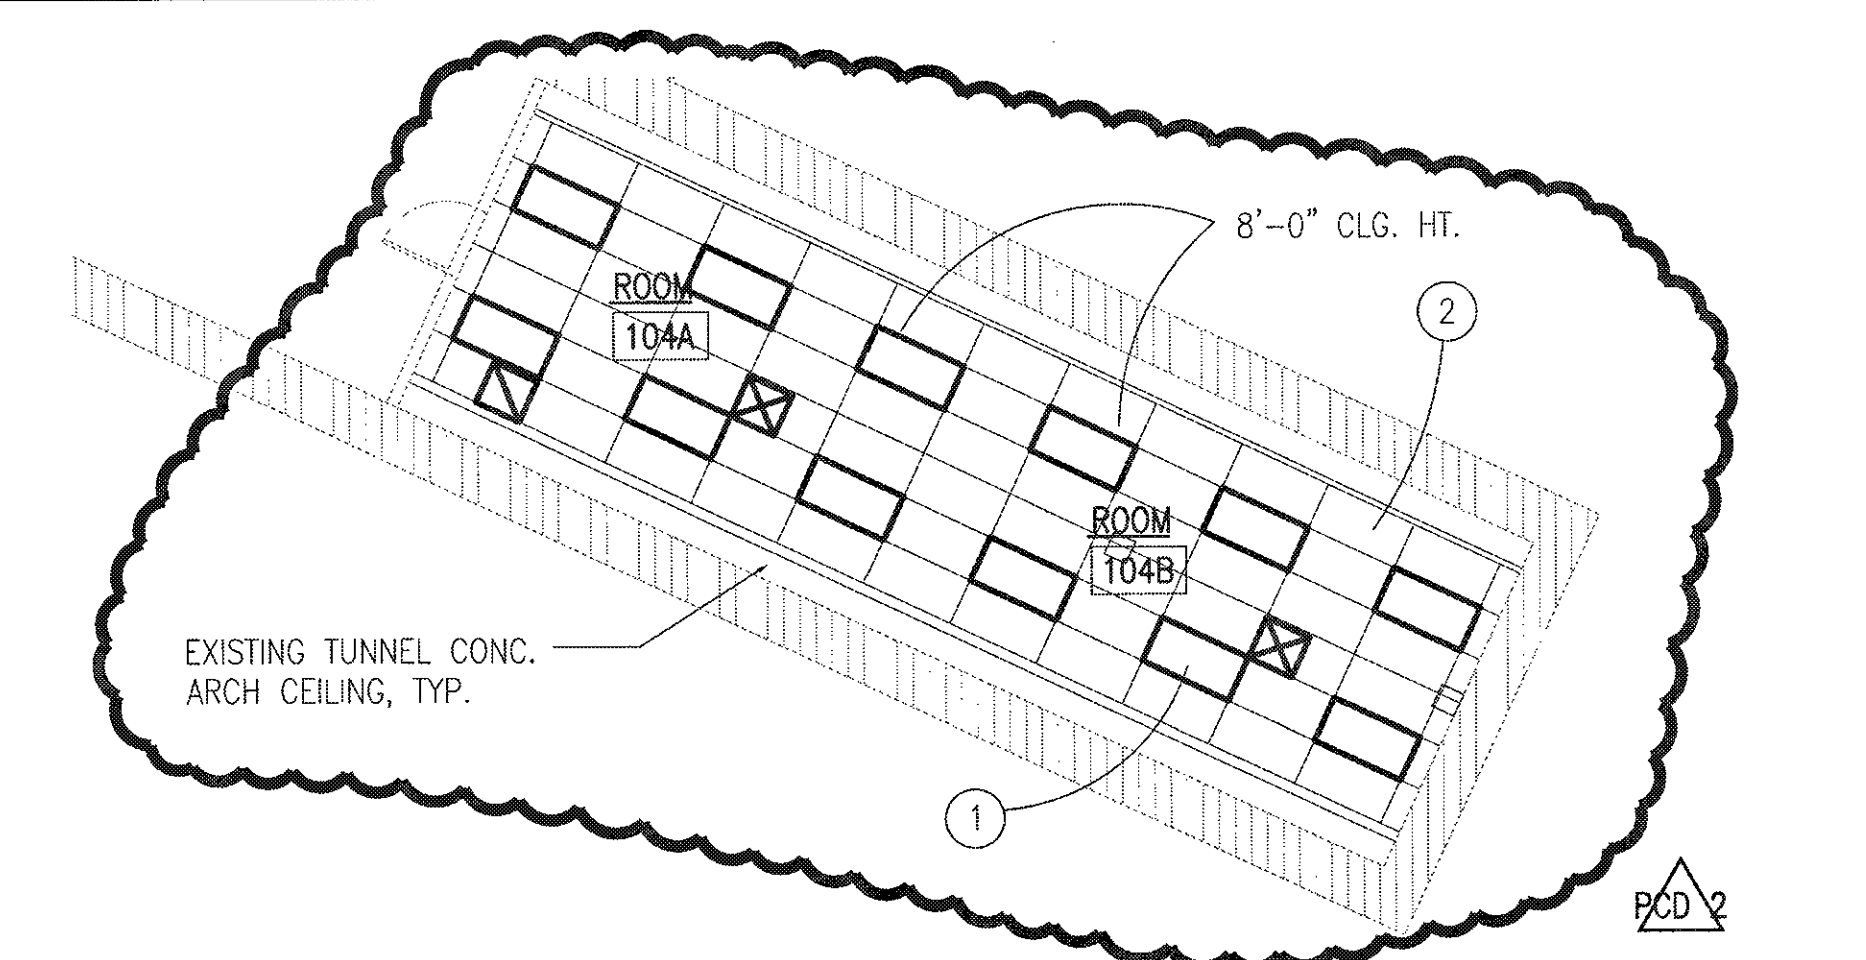 8'-0" CLG. HT.
2
ROOM
104A
ROOM
104B
EXISTING TUNNEL CONC.
ARCH CEILING, TYP.
1
PCD 2